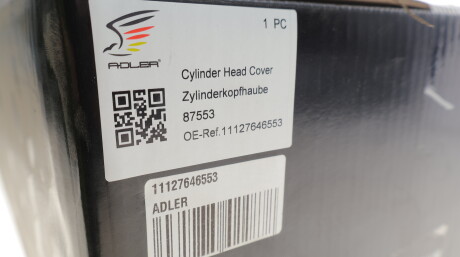 1 PC
ADLER®
Cylinder Head Cover
Zylinderkopfhaube
87553
OE-Ref.11127646553
11127646553
ADLER